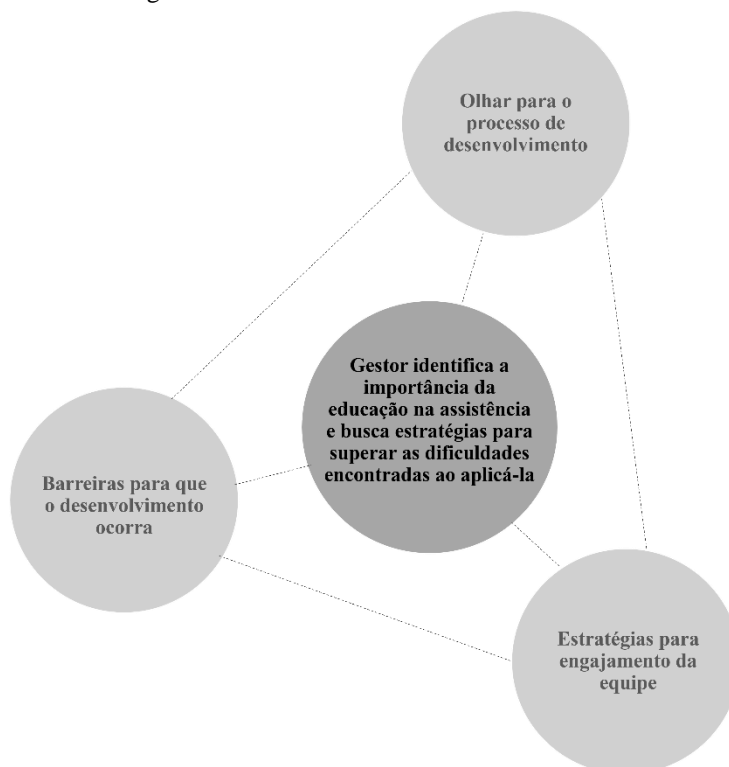 Olhar para o
processo de
desenvolvimento
Gestor identifica a
importância da
educação na assistência
e busca estratégias para
superar as dificuldades
encontradas ao aplicá-la
Barreiras para que
o desenvolvimento
ocorra
Estratégias para
engajamento da
equipe